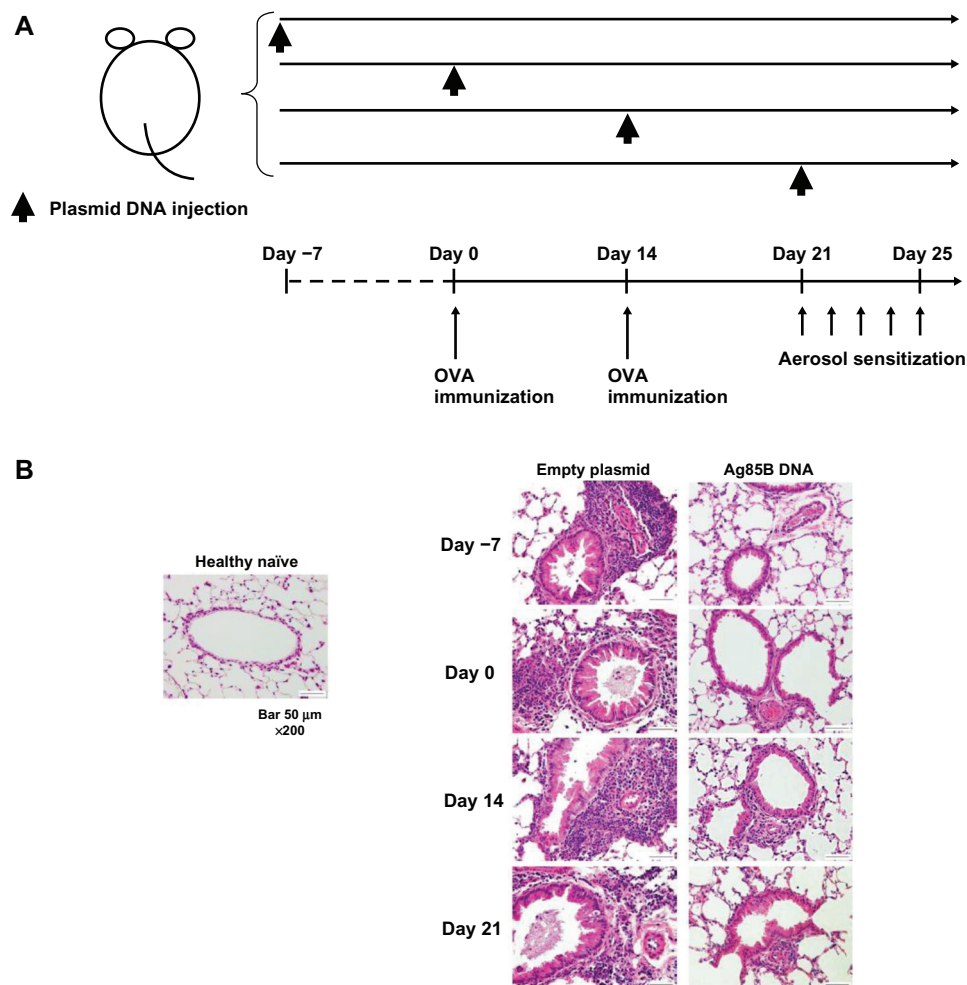 A
Plasmid DNA injection
Day −7
Day 0
Day 14
Day 21
Day 25
OVA
immunization
OVA
immunization
Aerosol sensitization
B
Empty plasmid
Ag85B DNA
Healthy naïve
Bar 50 μm
×200
Day −7
Day 0
Day 14
Day 21